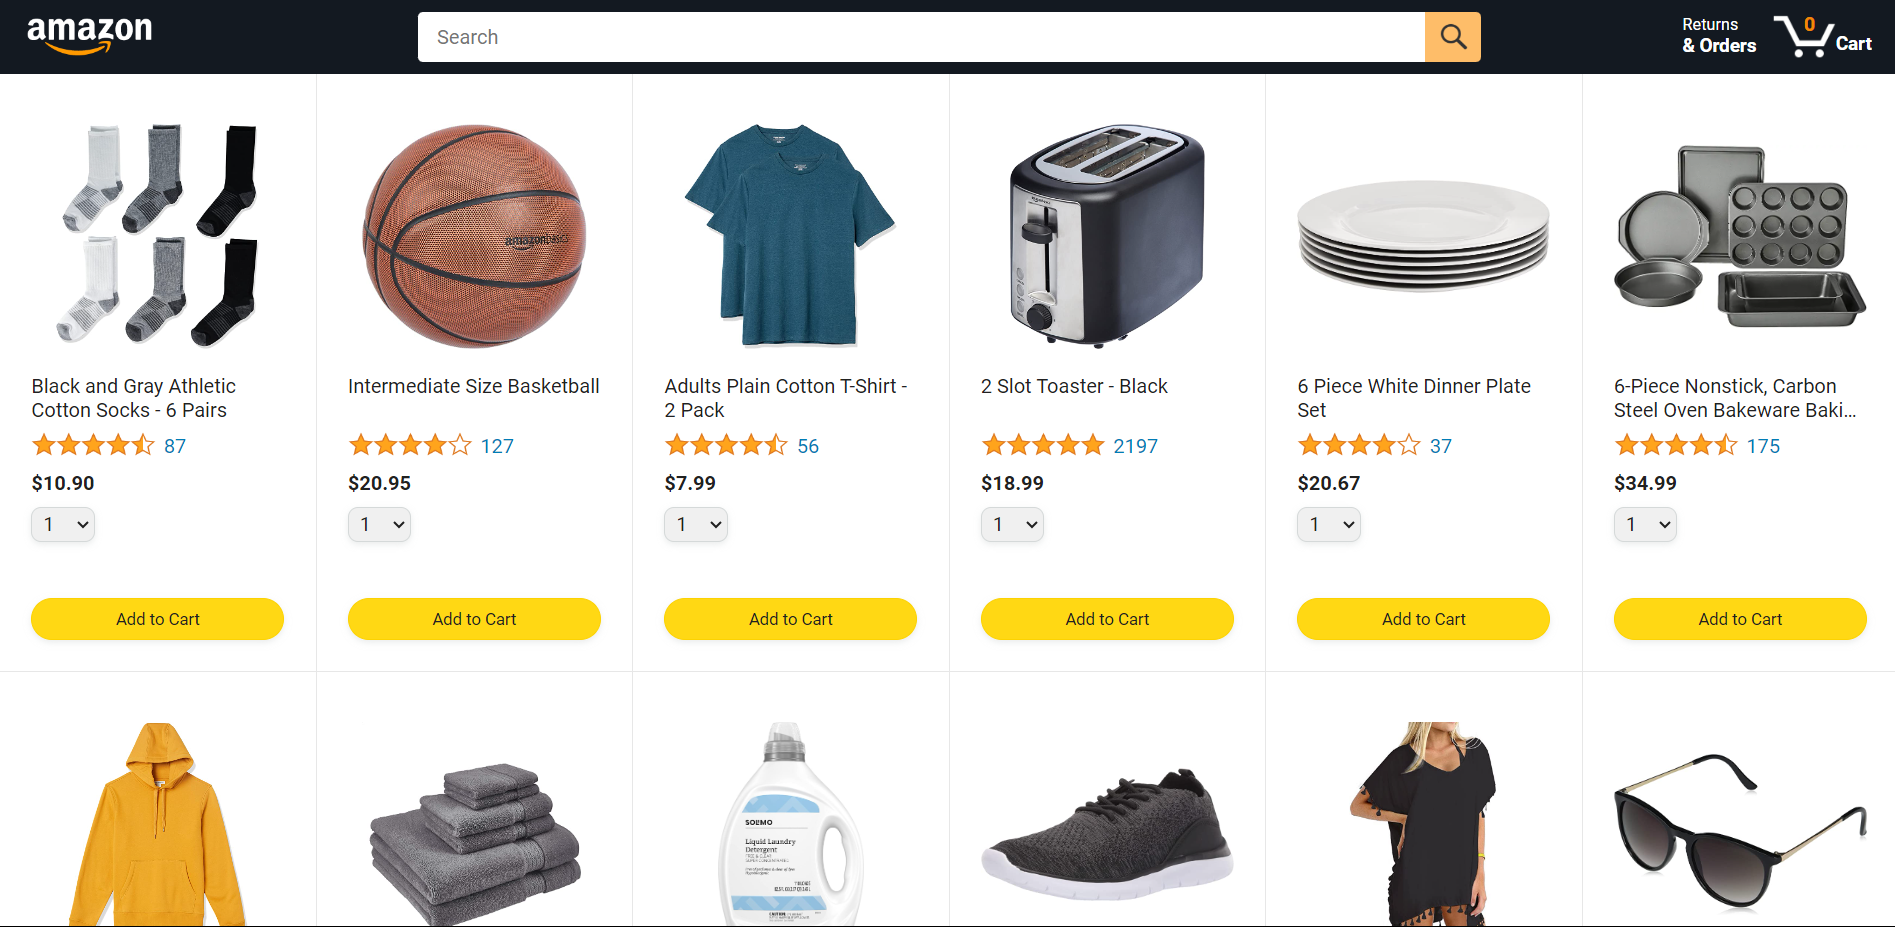 amazon
Search
Returns
& Orders
0
Cart
amazonbasics
Black and Gray Athletic
Cotton Socks - 6 Pairs
87
$10.90
1
Add to Cart
Intermediate Size Basketball
127
$20.95
1
Add to Cart
Adults Plain Cotton T-Shirt -
2 Pack
56
$7.99
1
Add to Cart
2 Slot Toaster - Black
2197
$18.99
1
Add to Cart
6 Piece White Dinner Plate
Set
37
$20.67
1
Add to Cart
6-Piece Nonstick, Carbon
Steel Oven Bakeware Baki...
175
$34.99
1
Add to Cart
SOLIMO
Liquid Laundry
Detergent
FREE & CLEAR